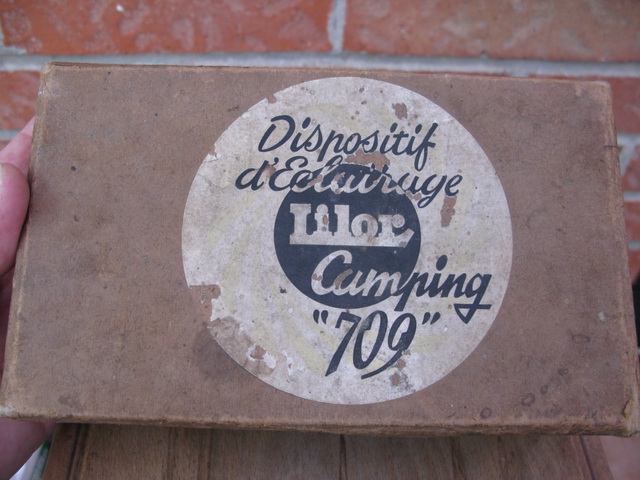 Dispositif
d'Eclairage
Lilor
Camping
"709"